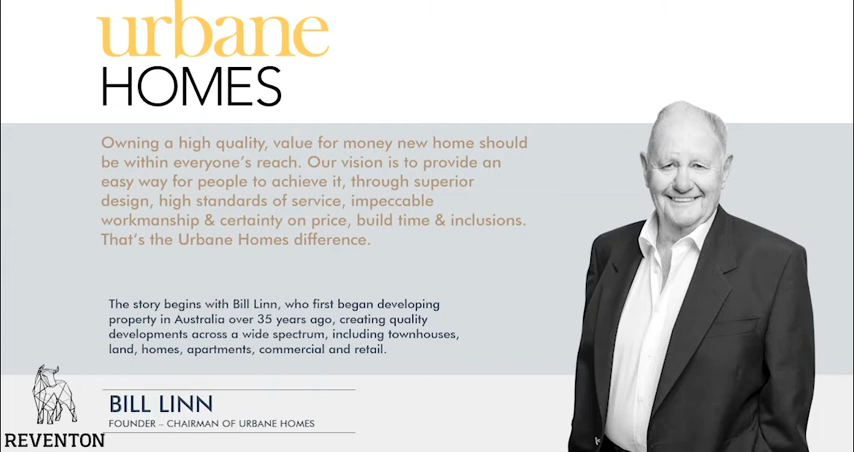 urbane
HOMES
Owning a high quality, value for money new home should
be within everyone's reach. Our vision is to provide an
easy way for people to achieve it, through superior
design, high standards of service, impeccable
workmanship & certainty on price, build time & inclusions.
That's the Urbane Homes difference.
The story begins with Bill Linn, who first began developing
property in Australia over 35 years ago, creating quality
developments across a wide spectrum, including townhouses,
land, homes, apartments, commercial and retail.
BILL LINN
FOUNDER – CHAIRMAN OF URBANE HOMES
REVENTON